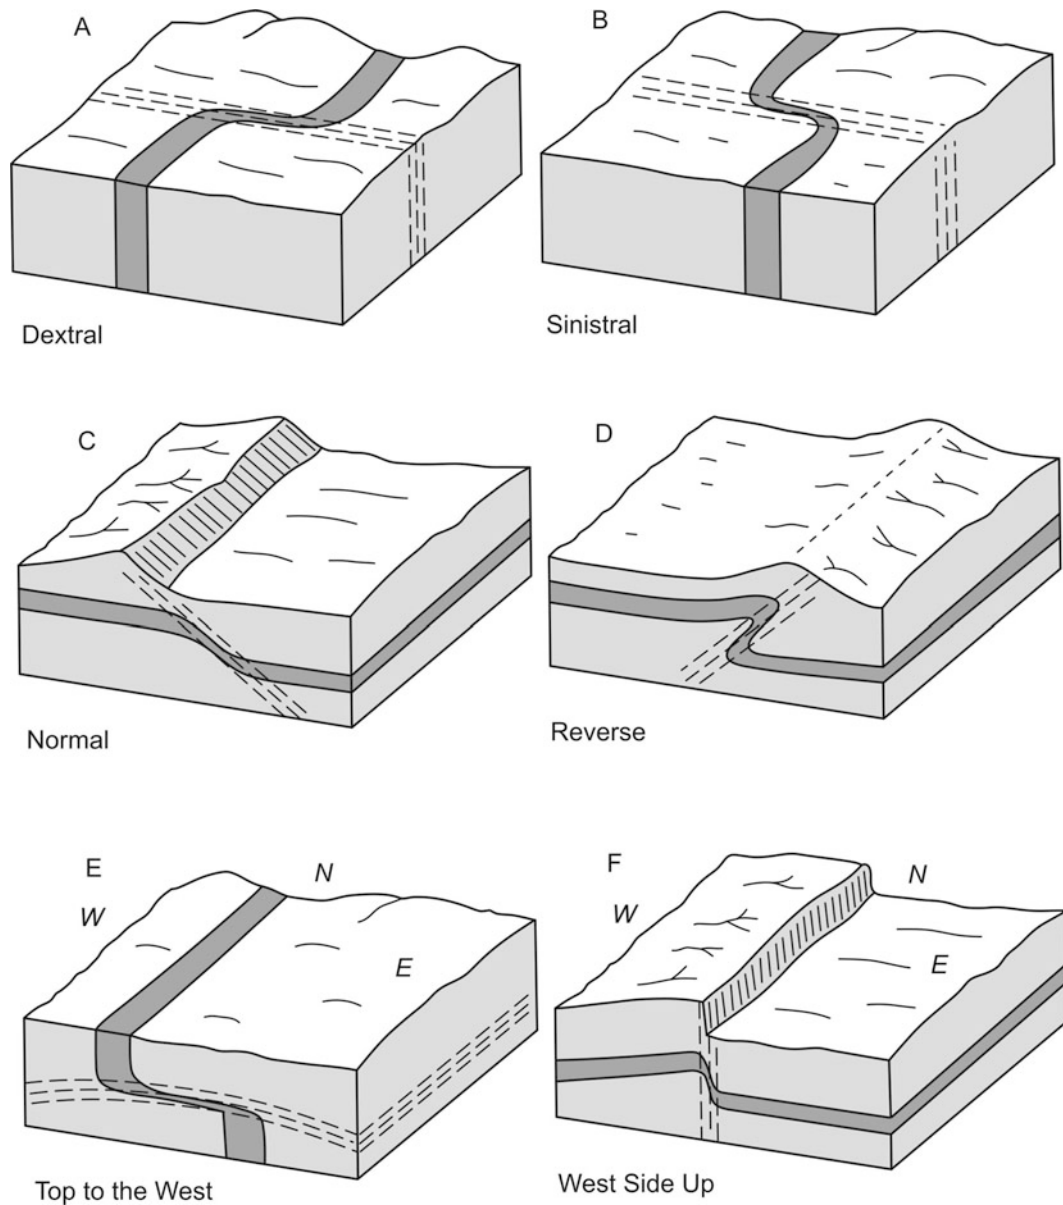 A
B
Dextral
Sinistral
C
D
Normal
Reverse
E
N
W
E
F
N
W
E
Top to the West
West Side Up